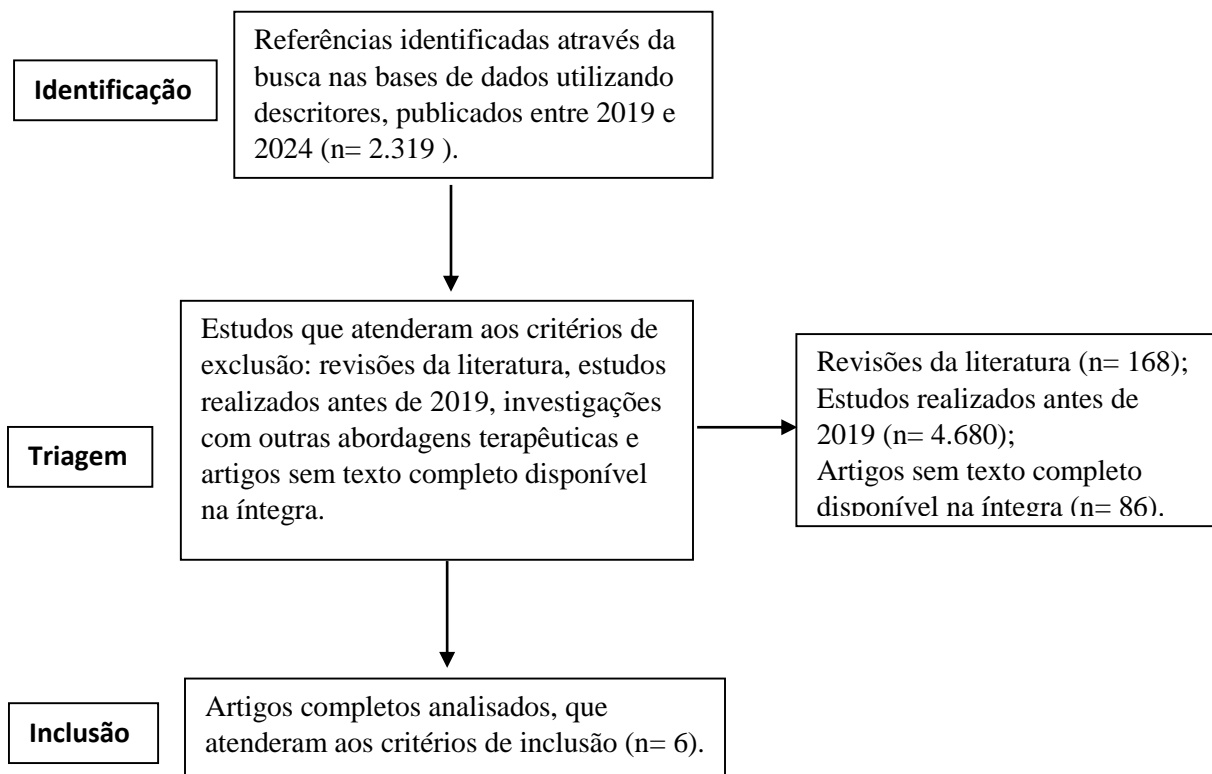 Identificação
Referências identificadas através da
busca nas bases de dados utilizando
descritores, publicados entre 2019 e
2024 (n= 2.319 ).
Triagem
Estudos que atenderam aos critérios de
exclusão: revisões da literatura, estudos
realizados antes de 2019, investigações
com outras abordagens terapêuticas e
artigos sem texto completo disponível
na íntegra.
Revisões da literatura (n= 168);
Estudos realizados antes de
2019 (n= 4.680);
Artigos sem texto completo
disponível na íntegra (n= 86).
Inclusão
Artigos completos analisados, que
atenderam aos critérios de inclusão (n= 6).